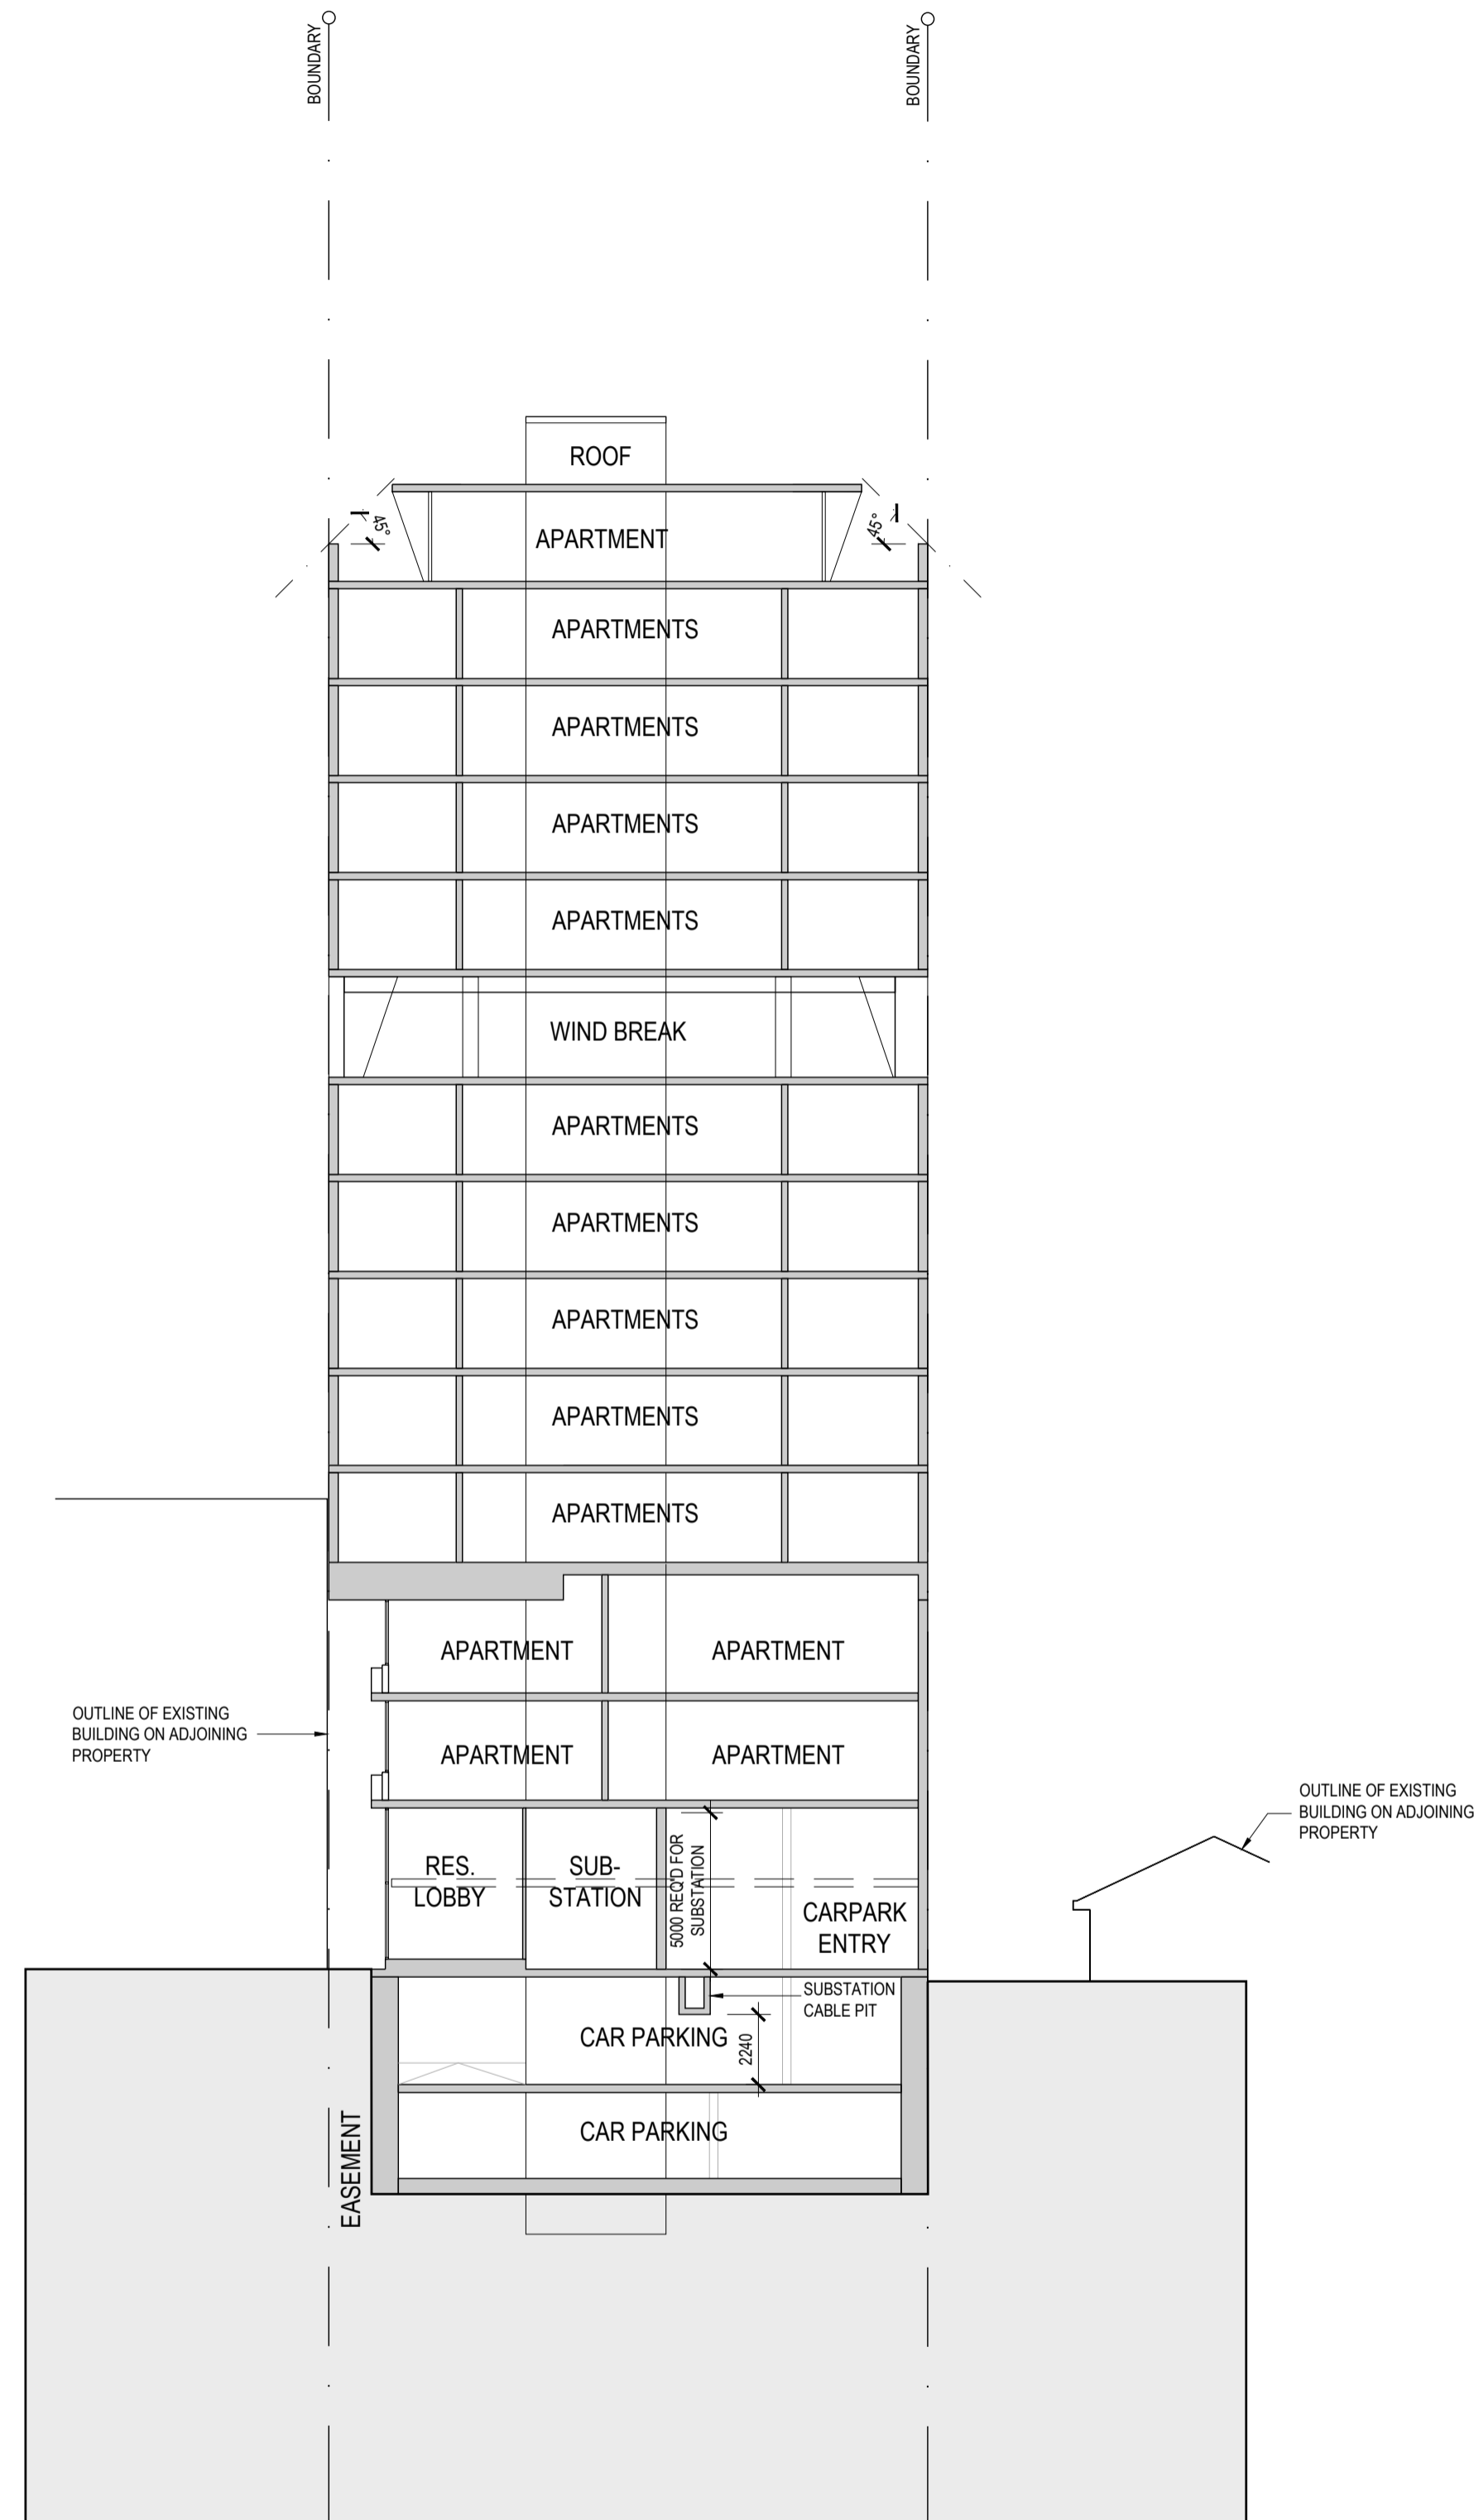 BOUNDARY
BOUNDARY
ROOF
45°
45°
APARTMENT
APARTMENTS
APARTMENTS
APARTMENTS
APARTMENTS
WIND BREAK
APARTMENTS
APARTMENTS
APARTMENTS
APARTMENTS
APARTMENTS
APARTMENT
APARTMENT
OUTLINE OF EXISTING
BUILDING ON ADJOINING
PROPERTY
APARTMENT
APARTMENT
OUTLINE OF EXISTING
BUILDING ON ADJOINING
PROPERTY
RES.
LOBBY
SUB-
STATION
5000 REQ'D FOR
SUBSTATION
CARPARK
ENTRY
SUBSTATION
CABLE PIT
CAR PARKING
2240
CAR PARKING
EASEMENT